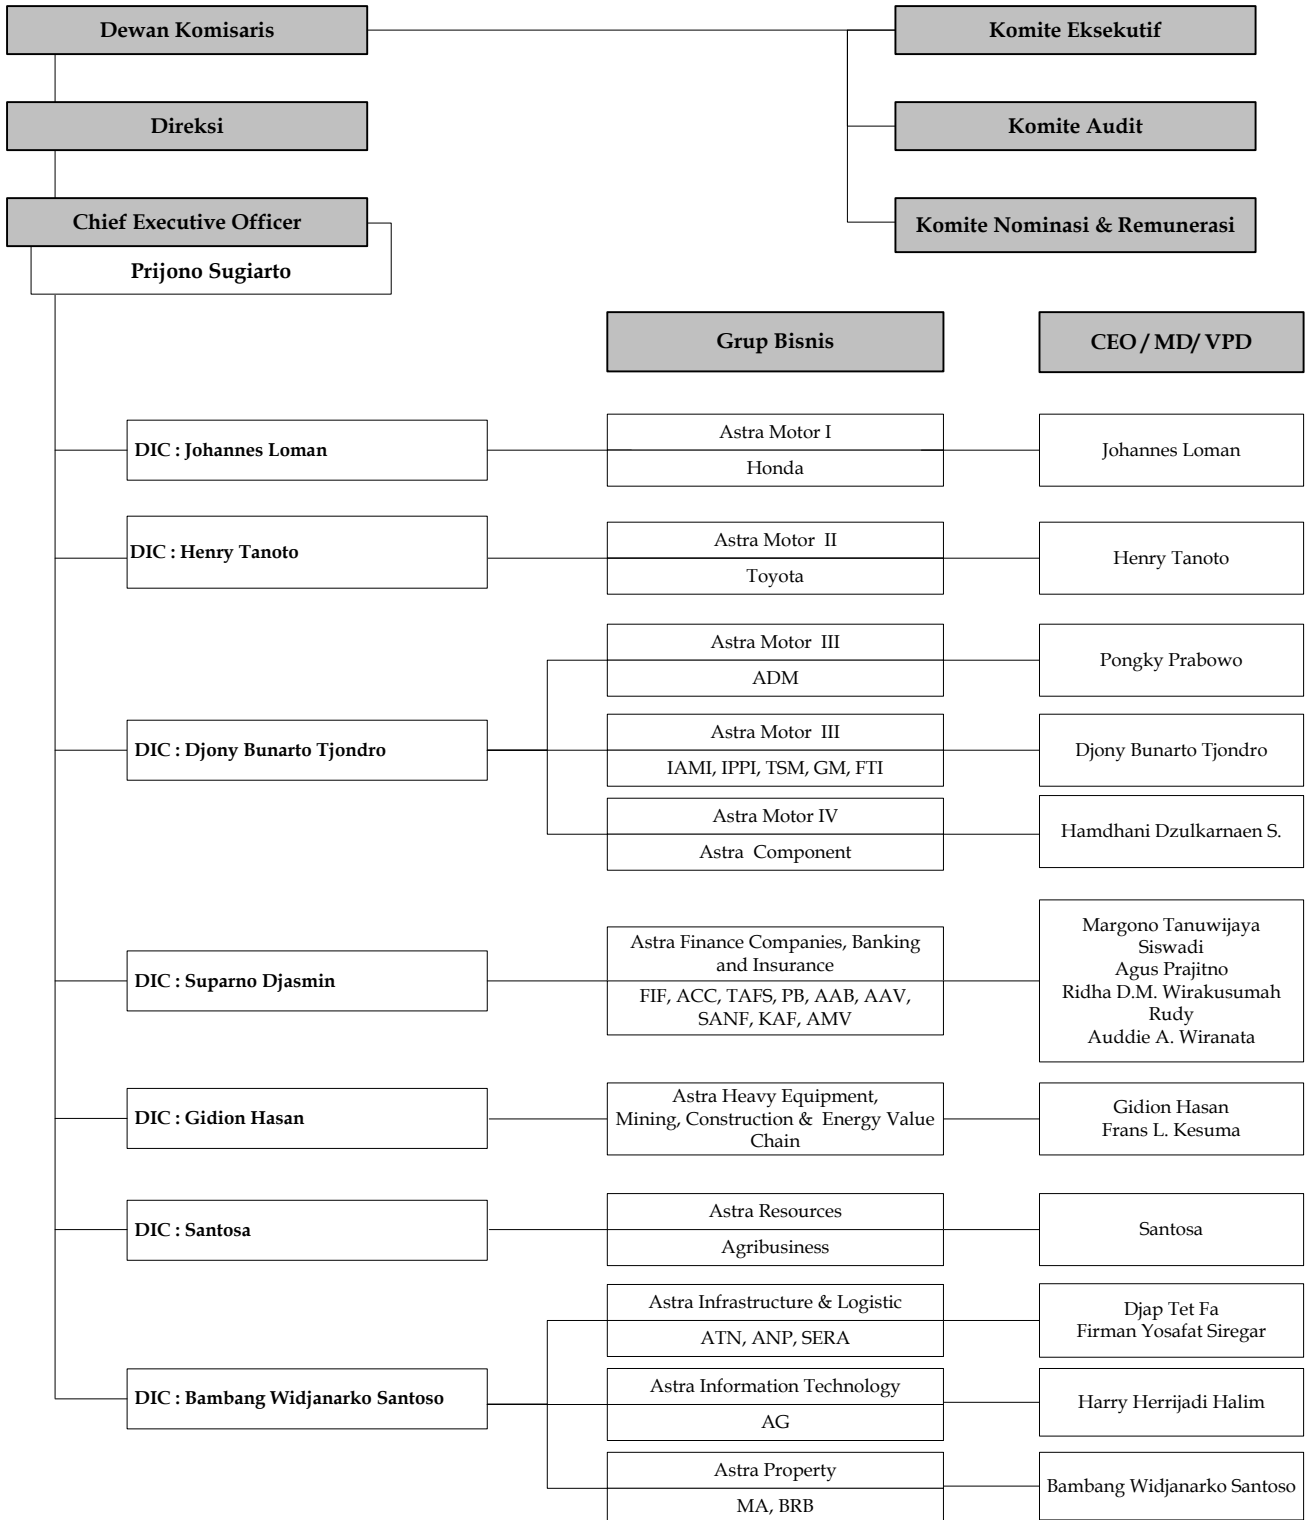 Dewan Komisaris
Komite Eksekutif
Direksi
Komite Audit
Chief Executive Officer
Prijono Sugiarto
Komite Nominasi & Remunerasi
Grup Bisnis
CEO / MD/ VPD
DIC : Johannes Loman
Astra Motor I
Honda
Johannes Loman
DIC : Henry Tanoto
Astra Motor II
Toyota
Henry Tanoto
DIC : Djony Bunarto Tjondro
Astra Motor III
ADM
Pongky Prabowo
Astra Motor III
IAMI, IPPI, TSM, GM, FTI
Djony Bunarto Tjondro
Astra Motor IV
Astra Component
Hamdhani Dzulkarnaen S.
DIC : Suparno Djasmin
Astra Finance Companies, Banking
and Insurance
FIF, ACC, TAFS, PB, AAB, AAV,
SANF, KAF, AMV
Margono Tanuwijaya
Siswadi
Agus Prajitno
Ridha D.M. Wirakusumah
Rudy
Auddie A. Wiranata
DIC : Gidion Hasan
Astra Heavy Equipment,
Mining, Construction & Energy Value
Chain
Gidion Hasan
Frans L. Kesuma
DIC : Santosa
Astra Resources
Agribusiness
Santosa
DIC : Bambang Widjanarko Santoso
Astra Infrastructure & Logistic
ATN, ANP, SERA
Djap Tet Fa
Firman Yosafat Siregar
Astra Information Technology
AG
Harry Herrijadi Halim
Astra Property
MA, BRB
Bambang Widjanarko Santoso